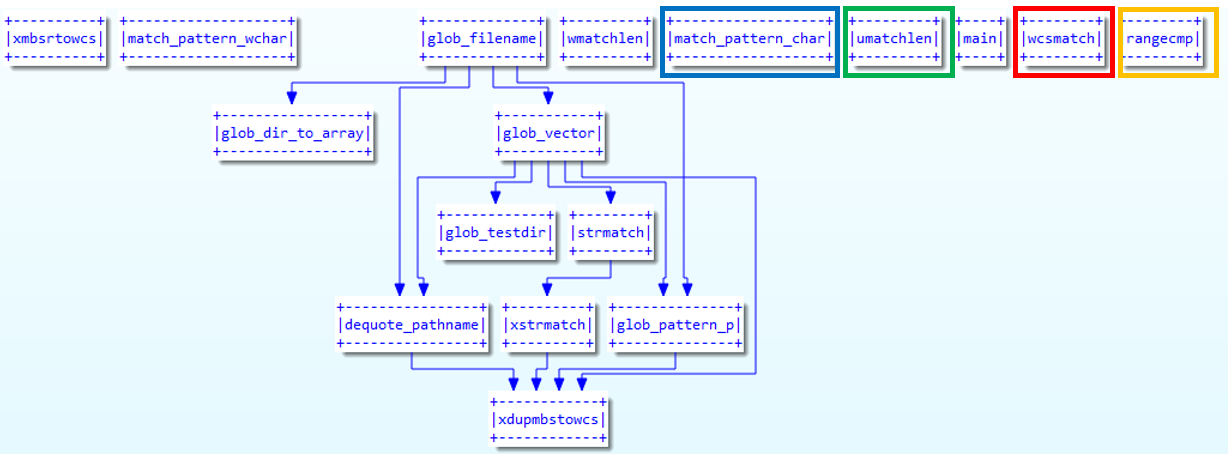 xmbsrtowcs
match_pattern_wchar
glob_filename
wmatchlen
match_pattern_char
umatchlen
main
wcsmatch
rangecmp
glob_dir_to_array
glob_vector
glob_testdir
strmatch
dequote_pathname
xstrmatch
glob_pattern_p
xdupmbstowcs